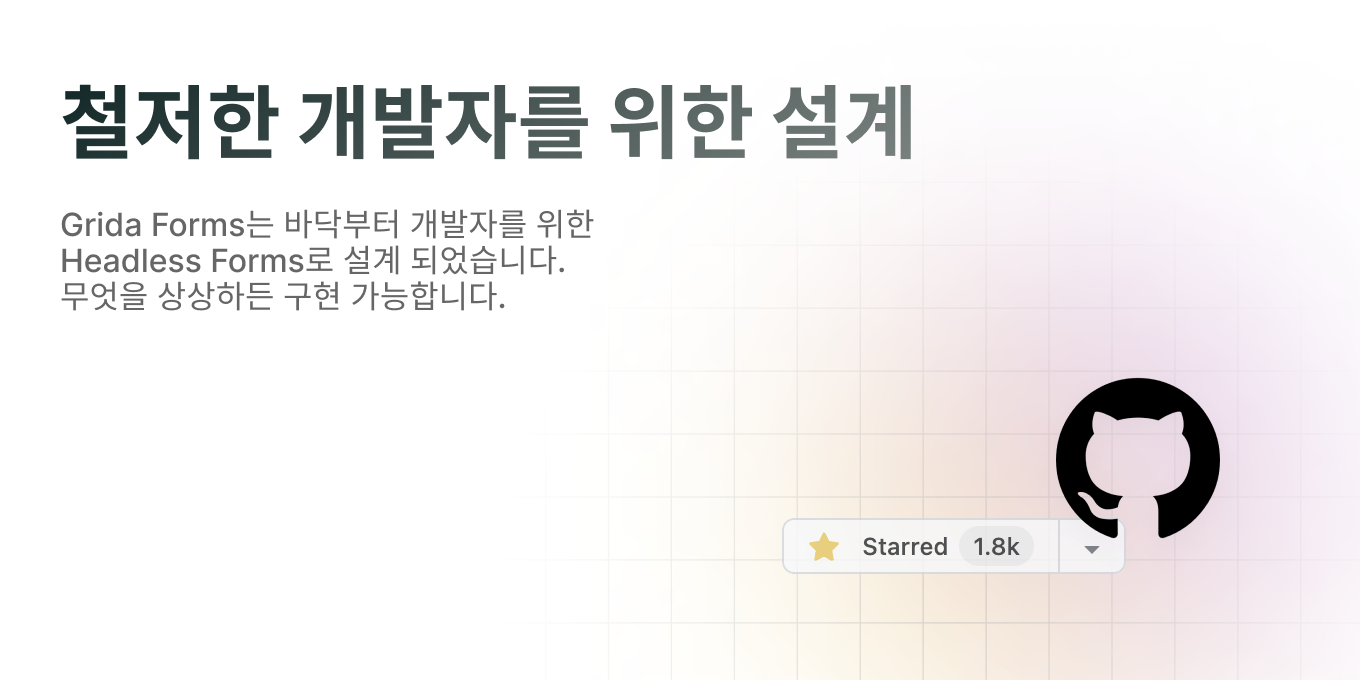 철저한 개발자를 위한 설계
Grida Forms는 바닥부터 개발자를 위한
Headless Forms로 설계 되었습니다.
무엇을 상상하든 구현 가능합니다.
Starred 1.8k